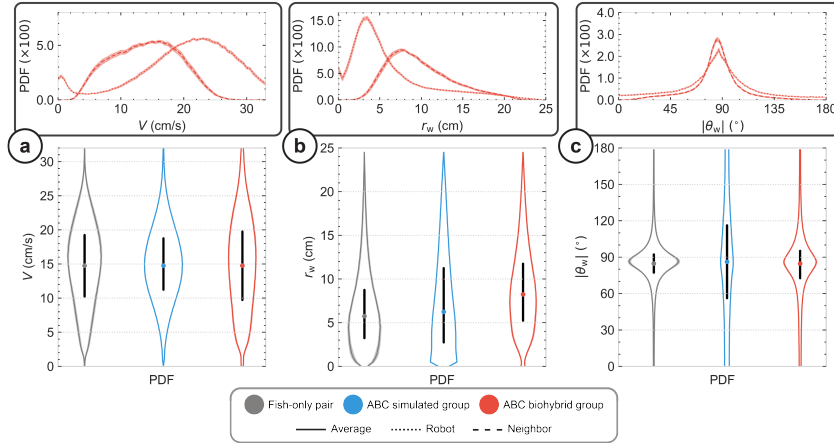 PDF (×100)
5.0
0.0
0
10
20
30
V (cm/s)
PDF (×100)
15.0
10.0
5.0
0.0
0
5
10
15
20
25
r_w (cm)
PDF (×100)
4.0
3.0
2.0
1.0
0.0
0
45
90
135
180
|θ_w| (°)
a
b
c
V (cm/s)
30
25
20
15
10
5
0
PDF
r_w (cm)
25
20
15
10
5
0
PDF
|θ_w| (°)
180
150
120
90
60
30
0
PDF
Fish-only pair ABC simulated group ABC biohybrid group
Average Robot Neighbor